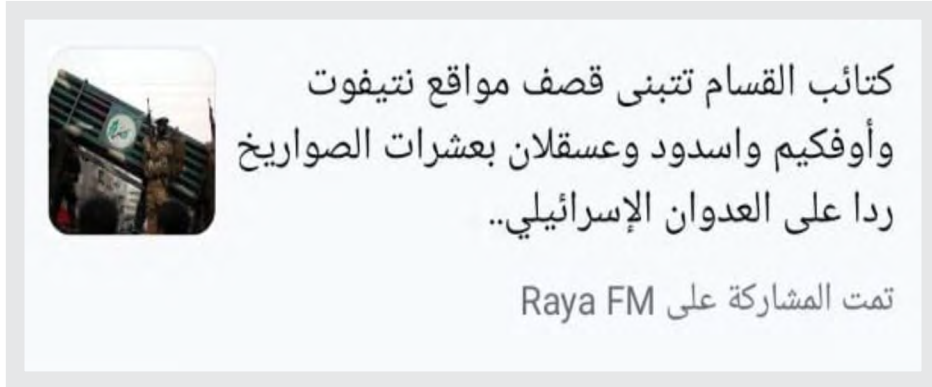 كتائب القسام تتبنى قصف مواقع نتيفوت
وأوفكيم واسدود وعسقلان بعشرات الصواريخ
ردا على العدوان الإسرائيلي..
تمت المشاركة على Raya FM